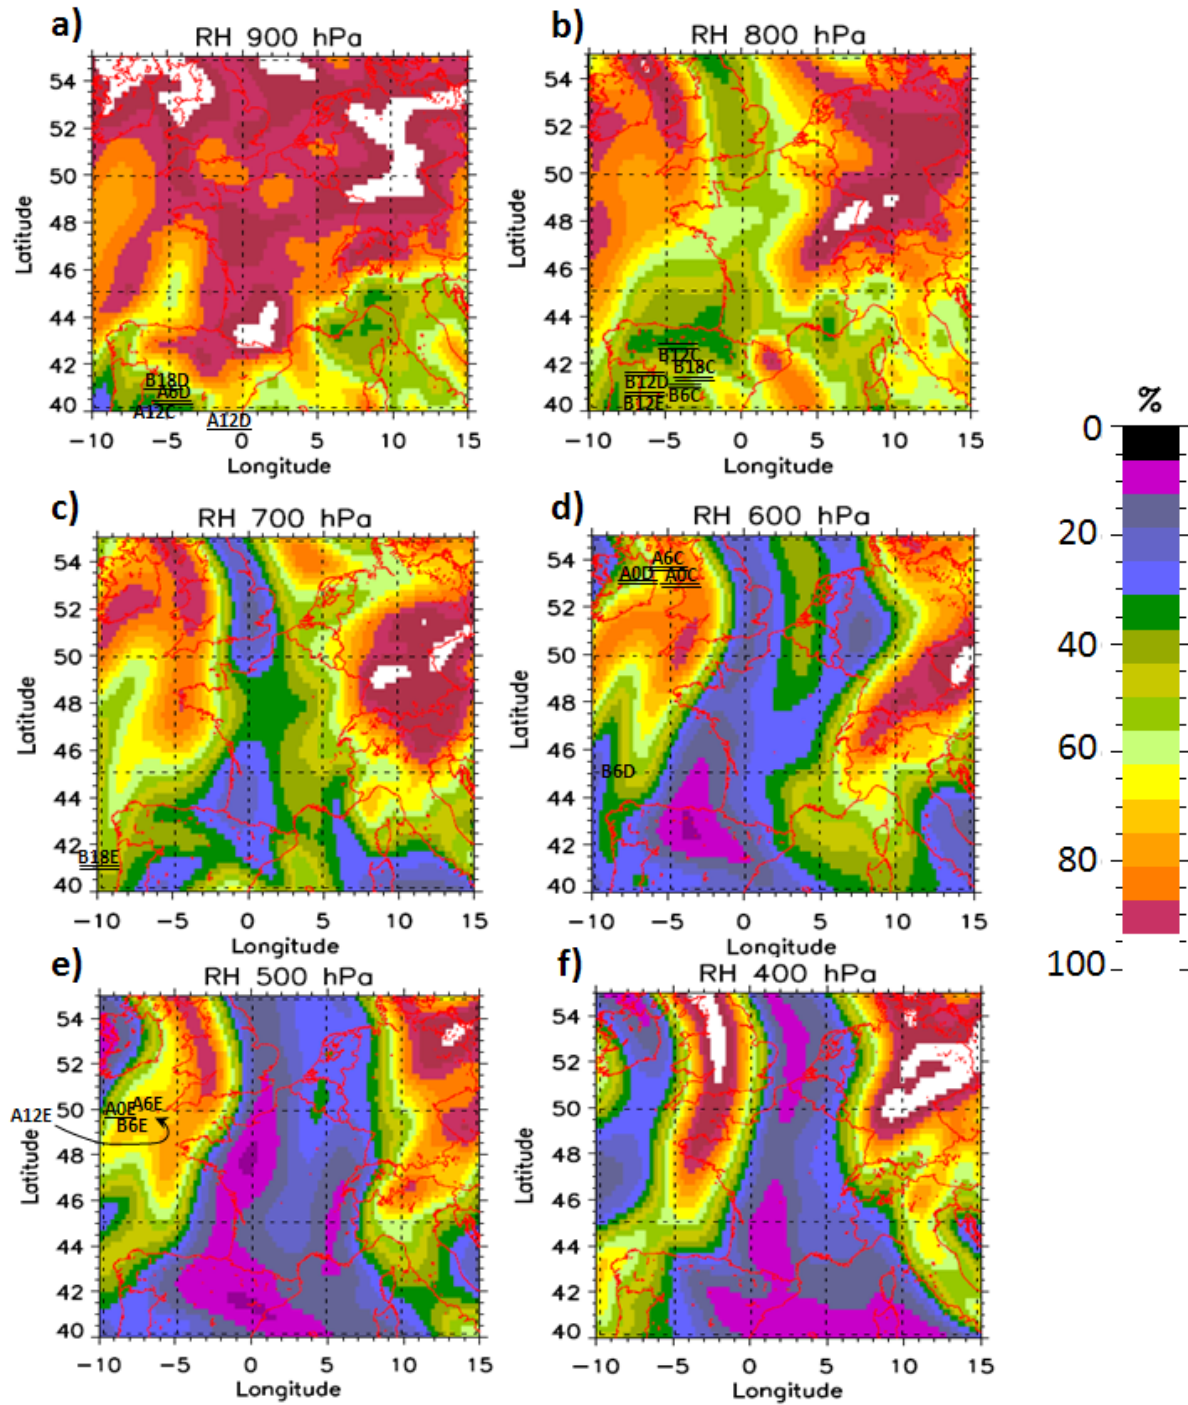 a)
RH 900 hPa
54
52
50
48
46
44
42
40
Latitude
B18D
A6D
A12C
A12D
−10 −5 0 5 10 15
Longitude
b)
RH 800 hPa
54
52
50
48
46
44
42
40
Latitude
B12C
B18C
B12D
B6C
B12E
−10 −5 0 5 10 15
Longitude
%
0
20
40
60
80
100
c)
RH 700 hPa
54
52
50
48
46
44
42
40
Latitude
B18E
−10 −5 0 5 10 15
Longitude
d)
RH 600 hPa
54
52
50
48
46
44
42
40
Latitude
A6C
A0D A0C
B6D
−10 −5 0 5 10 15
Longitude
e)
RH 500 hPa
54
52
50
48
46
44
42
40
Latitude
A12E
A0E A6E
B6E
−10 −5 0 5 10 15
Longitude
f)
RH 400 hPa
54
52
50
48
46
44
42
40
Latitude
−10 −5 0 5 10 15
Longitude